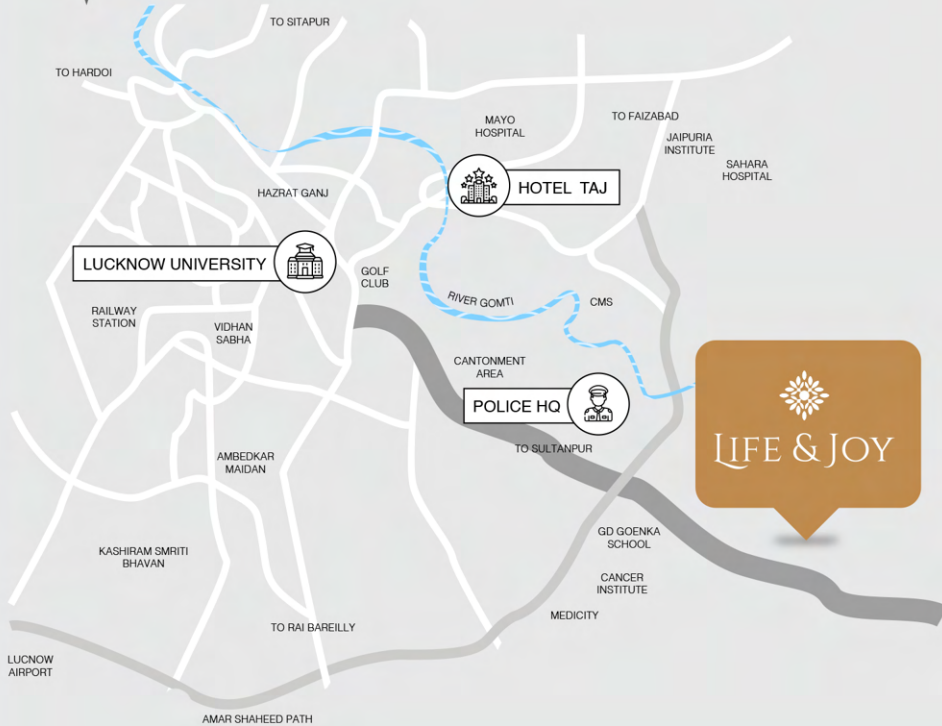 TO SITAPUR
TO HARDOI
MAYO
HOSPITAL
TO FAIZABAD
JAIPURIA
INSTITUTE
SAHARA
HOSPITAL
HAZRAT GANJ
HOTEL TAJ
LUCKNOW UNIVERSITY
GOLF
CLUB
RIVER GOMTI
CMS
RAILWAY
STATION
VIDHAN
SABHA
CANTONMENT
AREA
POLICE HQ
LIFE & JOY
TO SULTANPUR
AMBEDKAR
MAIDAN
GD GOENKA
SCHOOL
KASHIRAM SMRITI
BHAVAN
CANCER
INSTITUTE
MEDICITY
TO RAI BAREILLY
LUCNOW
AIRPORT
AMAR SHAHEED PATH